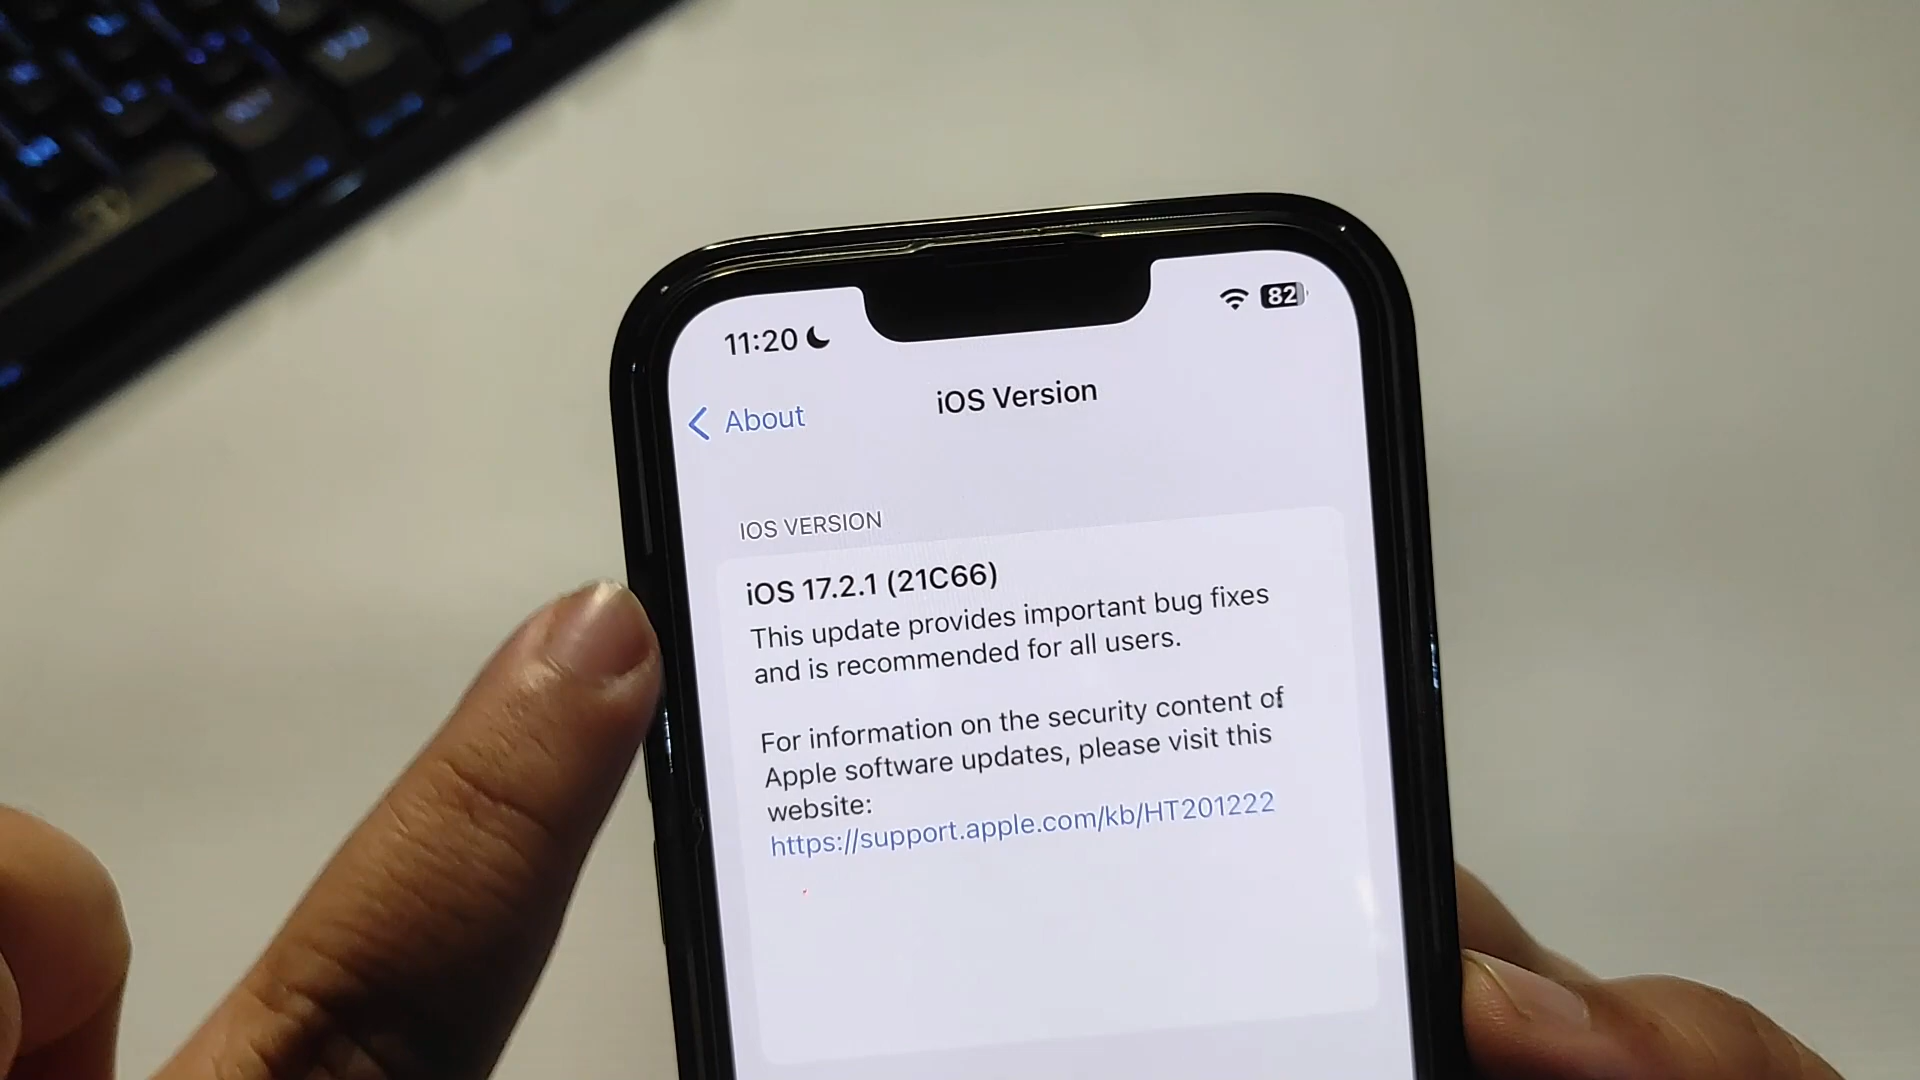 11:20
82
About
iOS Version
IOS VERSION
iOS 17.2.1 (21C66)
This update provides important bug fixes
and is recommended for all users.
For information on the security content of
Apple software updates, please visit this
website:
https://support.apple.com/kb/HT201222